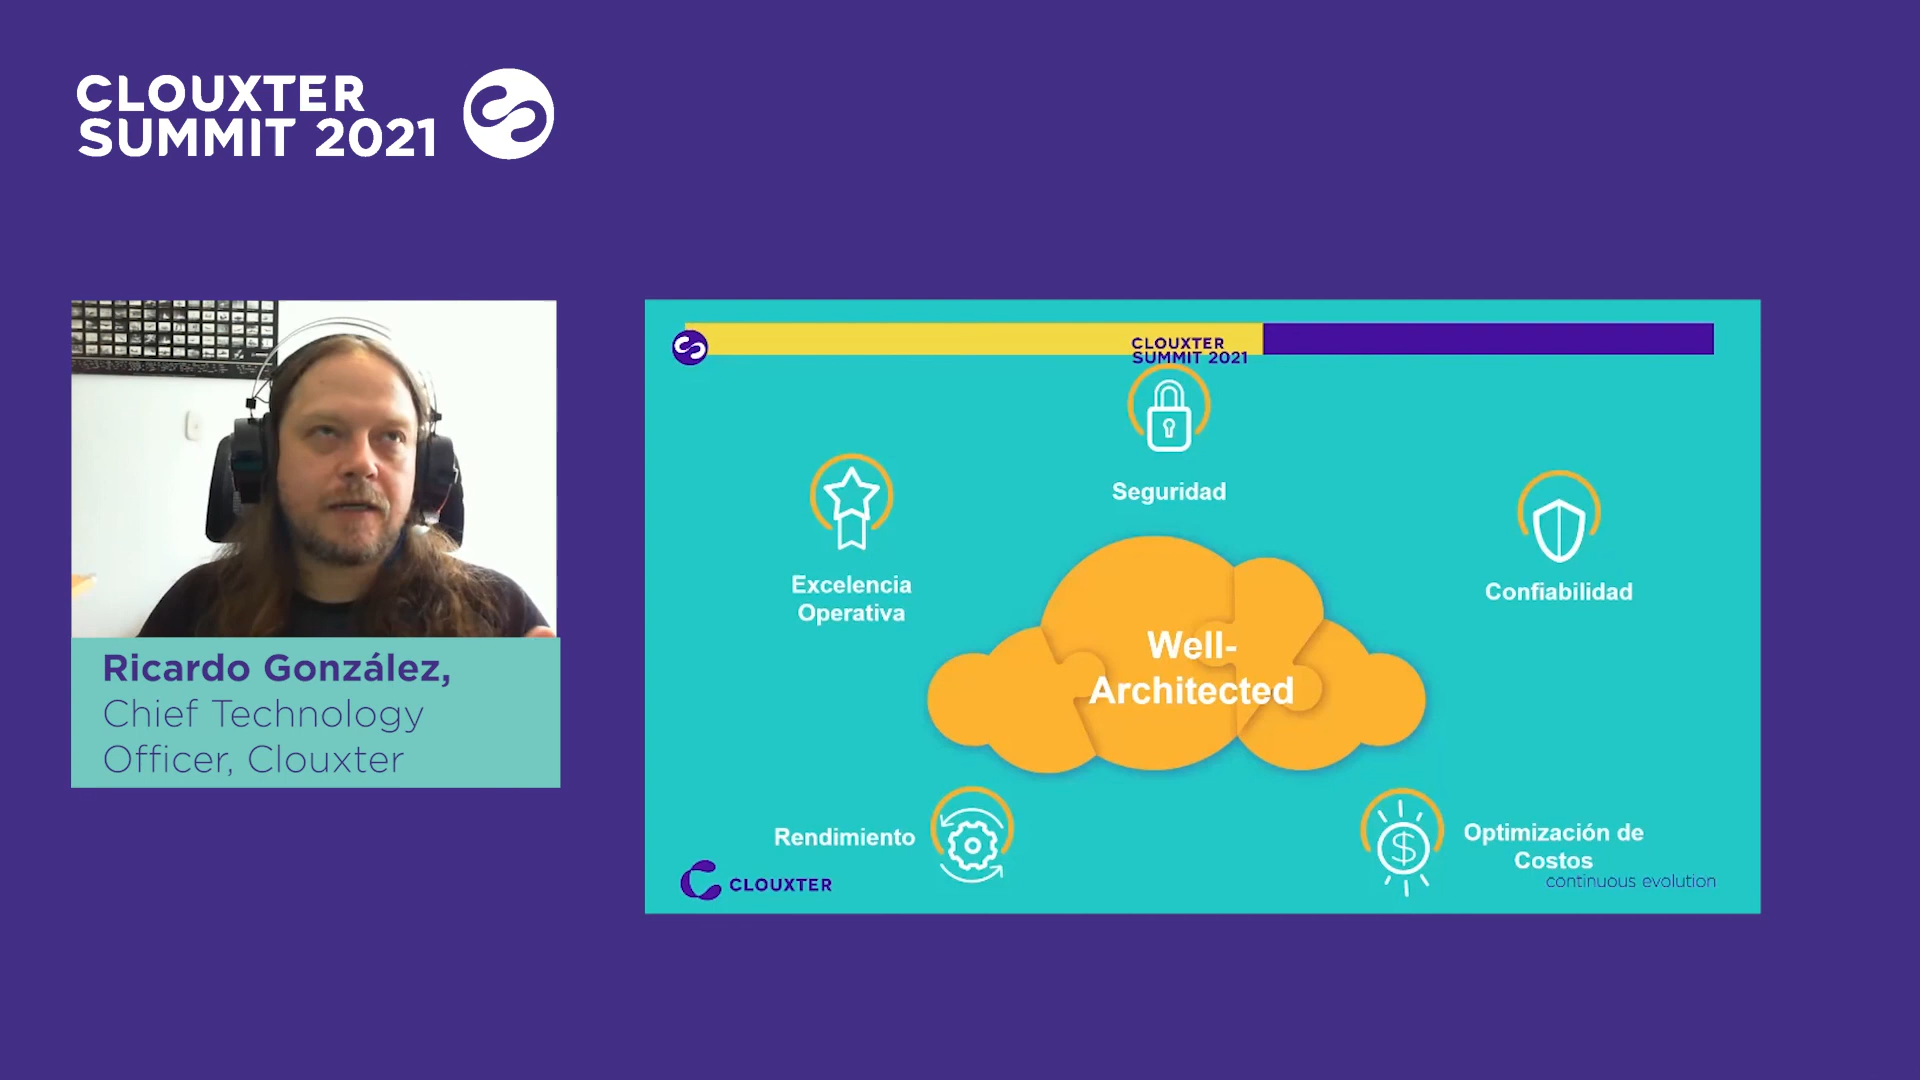 CLOUXTER
SUMMIT 2021
Ricardo González,
Chief Technology
Officer, Clouxter
CLOUXTER
SUMMIT 2021
Seguridad
Excelencia
Operativa
Confiabilidad
Well-
Architected
Rendimiento
Optimización de
Costos
CLOUXTER
continuous evolution